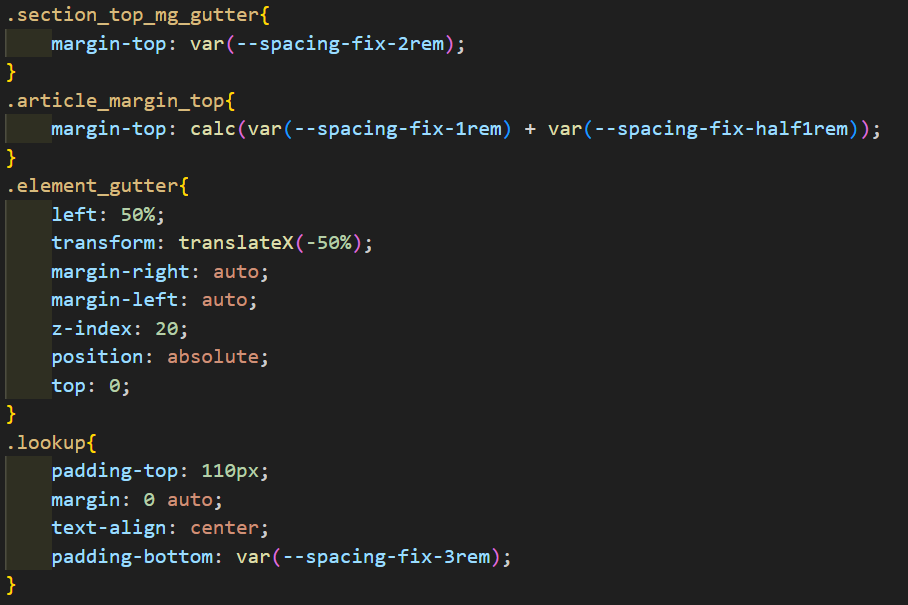 .section_top_mg_gutter{
    margin-top: var(--spacing-fix-2rem);
}
.article_margin_top{
    margin-top: calc(var(--spacing-fix-1rem) + var(--spacing-fix-half1rem));
}
.element_gutter{
    left: 50%;
    transform: translateX(-50%);
    margin-right: auto;
    margin-left: auto;
    z-index: 20;
    position: absolute;
    top: 0;
}
.lookup{
    padding-top: 110px;
    margin: 0 auto;
    text-align: center;
    padding-bottom: var(--spacing-fix-3rem);
}